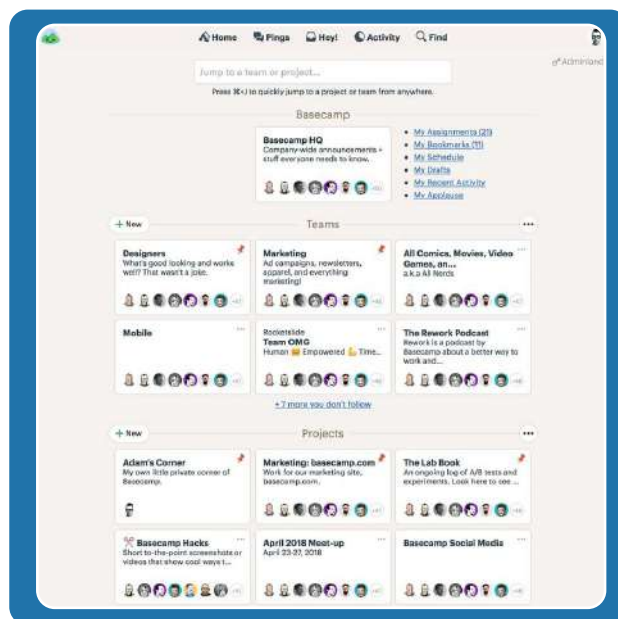 Home Pings Hey! Activity Find
Adminland
Jump to a team or project...
Press ⌘+J to quickly jump to a project or team from anywhere.
Basecamp
Basecamp HQ
Company-wide announcements +
stuff everyone needs to know.
My Assignments (21)
My Bookmarks (11)
My Schedule
My Drafts
My Recent Activity
My Applause
+ New
Teams
Designers
What's good looking and works
well? That wasn't a joke.
Marketing
Ad campaigns, newsletters,
apparel, and everything
marketing!
All Comics, Movies, Video
Games, an...
a.k.a All Nerds
Mobile
Rocketslide
Team OMG
Human 😄 Empowered 💪 Time...
The Rework Podcast
Rework is a podcast by
Basecamp about a better way to
work and...
+ 7 more you don't follow
+ New
Projects
Adam's Corner
My own little private corner of
Basecamp.
Marketing: basecamp.com
Work for our marketing site,
basecamp.com.
The Lab Book
An ongoing log of A/B tests and
experiments. Look here to see ...
Basecamp Hacks
Short to-the-point screenshots or
videos that show cool ways t...
April 2018 Meet-up
April 23-27, 2018
Basecamp Social Media